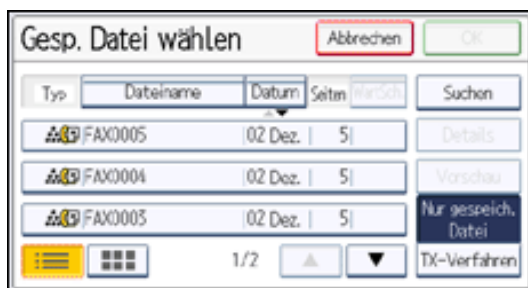 Gesp. Datei wählen Abbrechen OK
Typ Dateiname Datum Seiten WartSch. Suchen
FAX0005 02 Dez. 5 Details
FAX0004 02 Dez. 5 Vorschau
FAX0003 02 Dez. 5 Nur gespeich. Datei
1/2 TX-Verfahren